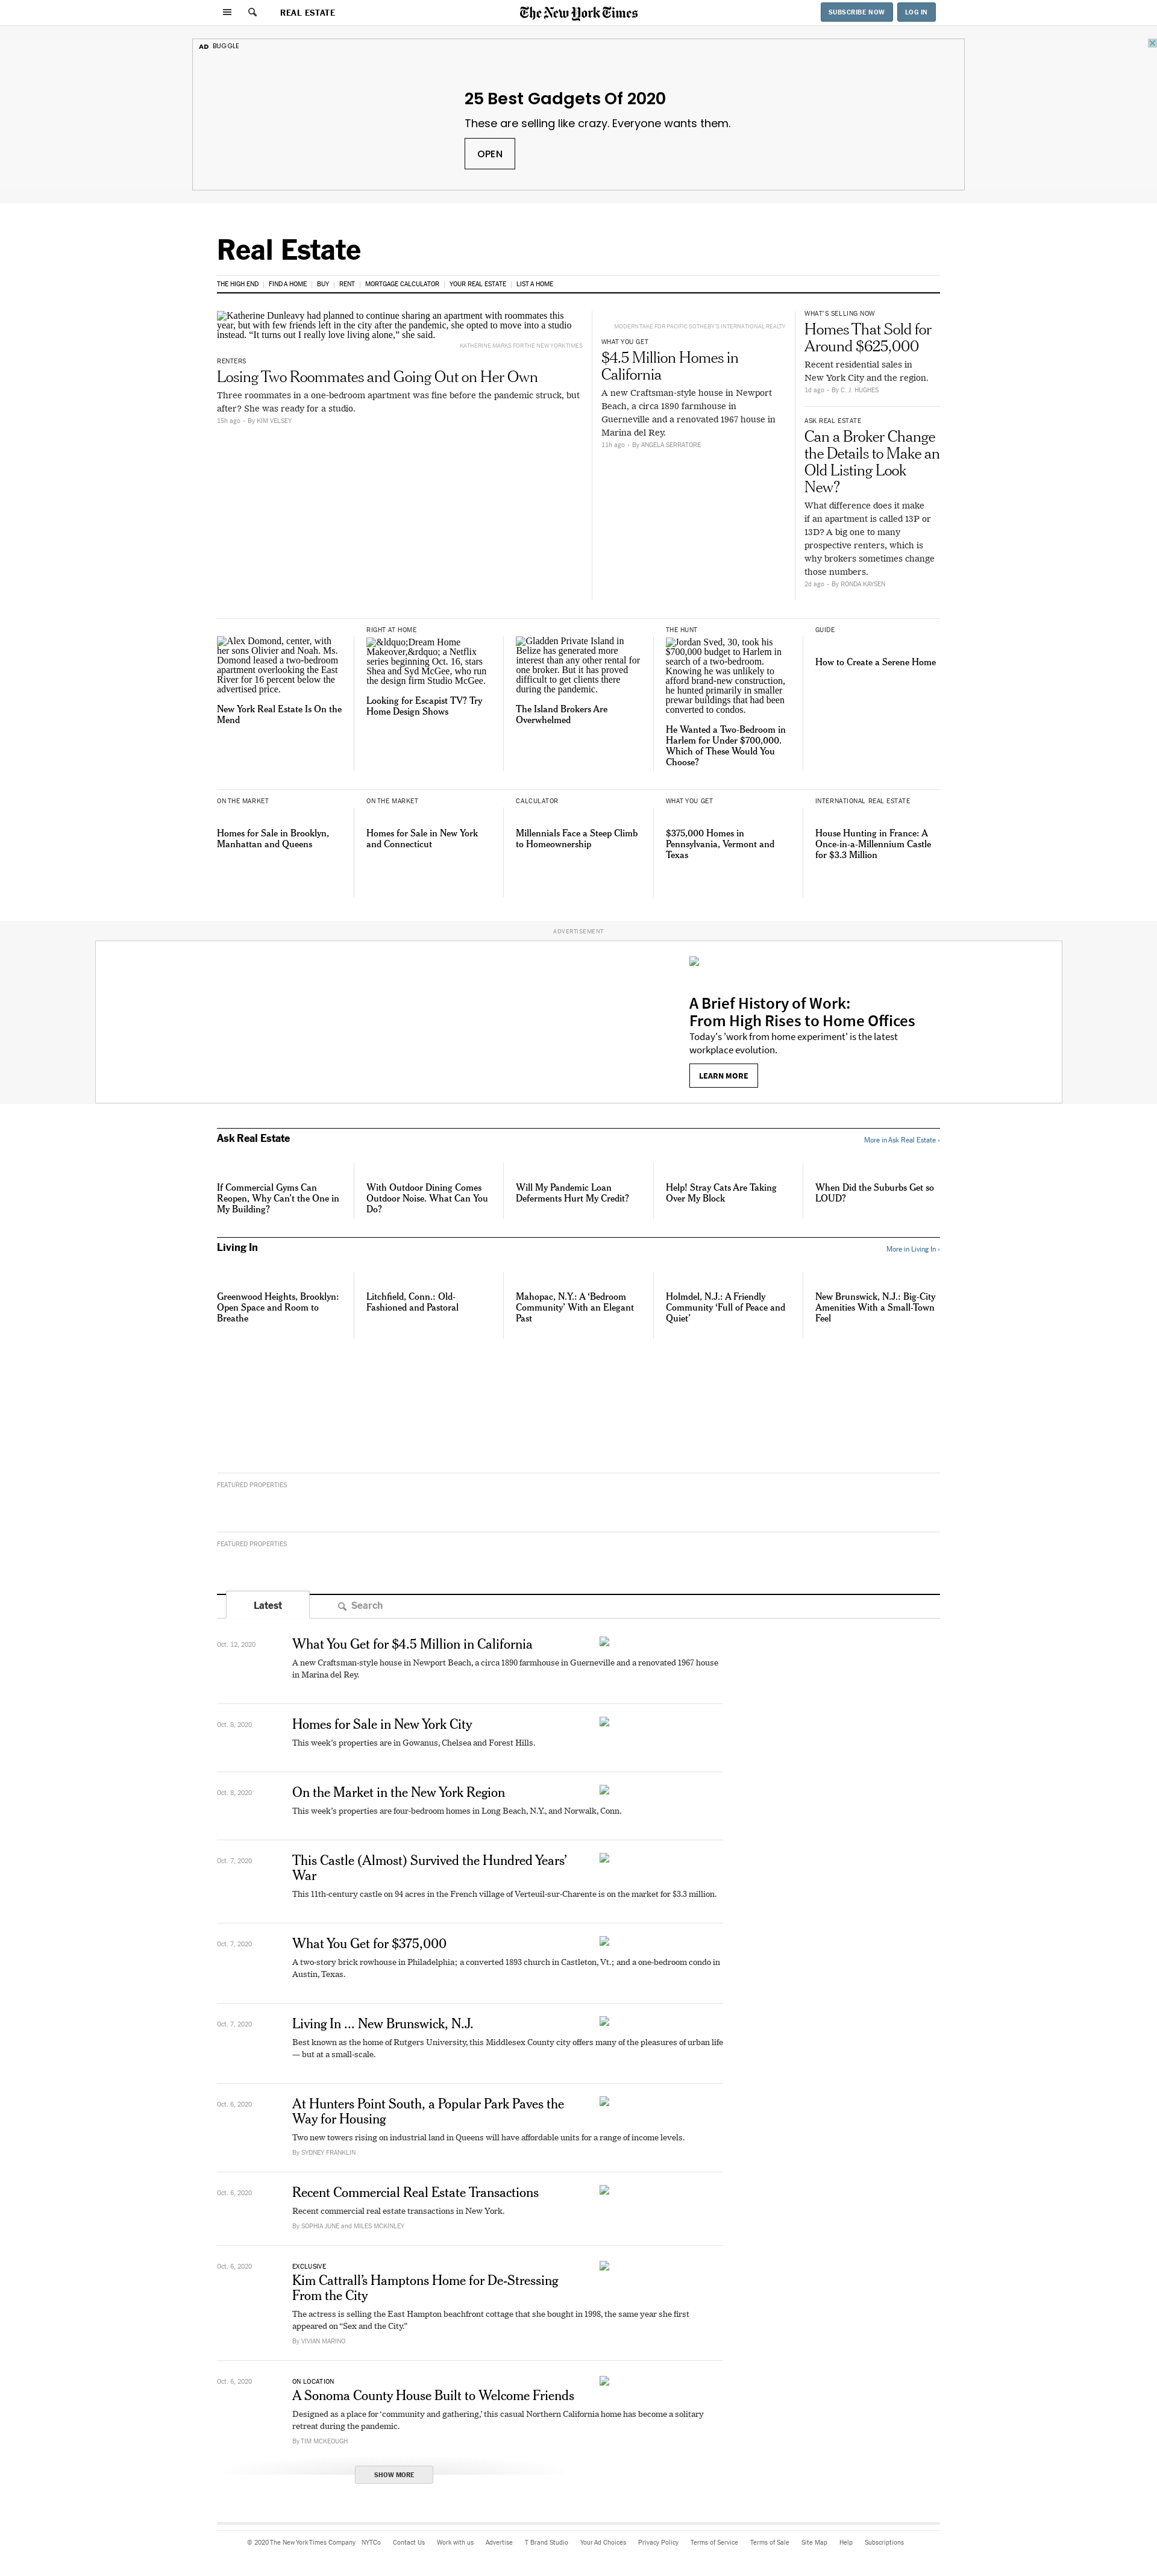 REAL ESTATE
The New York Times
SUBSCRIBE NOW
LOG IN
AD BUGGLE
25 Best Gadgets Of 2020
These are selling like crazy. Everyone wants them.
OPEN
Real Estate
THE HIGH END | FIND A HOME | BUY | RENT | MORTGAGE CALCULATOR | YOUR REAL ESTATE | LIST A HOME
Katherine Dunleavy had planned to continue sharing an apartment with roommates this
year, but with few friends left in the city after the pandemic, she opted to move into a studio
instead. “It turns out I really love living alone,” she said.
KATHERINE MARKS FOR THE NEW YORK TIMES
RENTERS
Losing Two Roommates and Going Out on Her Own
Three roommates in a one-bedroom apartment was fine before the pandemic struck, but
after? She was ready for a studio.
15h ago - By KIM VELSEY
MODERN TAKE FOR PACIFIC SOTHEBY'S INTERNATIONAL REALTY
WHAT YOU GET
$4.5 Million Homes in
California
A new Craftsman-style house in Newport
Beach, a circa 1890 farmhouse in
Guerneville and a renovated 1967 house in
Marina del Rey.
11h ago - By ANGELA SERRATORE
WHAT'S SELLING NOW
Homes That Sold for
Around $625,000
Recent residential sales in
New York City and the region.
1d ago - By C. J. HUGHES
ASK REAL ESTATE
Can a Broker Change
the Details to Make an
Old Listing Look
New?
What difference does it make
if an apartment is called 13P or
13D? A big one to many
prospective renters, which is
why brokers sometimes change
those numbers.
2d ago - By RONDA KAYSEN
Alex Domond, center, with
her sons Olivier and Noah. Ms.
Domond leased a two-bedroom
apartment overlooking the East
River for 16 percent below the
advertised price.
New York Real Estate Is On the
Mend
RIGHT AT HOME
&ldquo;Dream Home
Makeover,&rdquo; a Netflix
series beginning Oct. 16, stars
Shea and Syd McGee, who run
the design firm Studio McGee.
Looking for Escapist TV? Try
Home Design Shows
Gladden Private Island in
Belize has generated more
interest than any other rental for
one broker. But it has proved
difficult to get clients there
during the pandemic.
The Island Brokers Are
Overwhelmed
THE HUNT
Jordan Sved, 30, took his
$700,000 budget to Harlem in
search of a two-bedroom.
Knowing he was unlikely to
afford brand-new construction,
he hunted primarily in smaller
prewar buildings that had been
converted to condos.
He Wanted a Two-Bedroom in
Harlem for Under $700,000.
Which of These Would You
Choose?
GUIDE
How to Create a Serene Home
ON THE MARKET
Homes for Sale in Brooklyn,
Manhattan and Queens
ON THE MARKET
Homes for Sale in New York
and Connecticut
CALCULATOR
Millennials Face a Steep Climb
to Homeownership
WHAT YOU GET
$375,000 Homes in
Pennsylvania, Vermont and
Texas
INTERNATIONAL REAL ESTATE
House Hunting in France: A
Once-in-a-Millennium Castle
for $3.3 Million
ADVERTISEMENT
A Brief History of Work:
From High Rises to Home Offices
Today's 'work from home experiment' is the latest
workplace evolution.
LEARN MORE
Ask Real Estate
More in Ask Real Estate ›
If Commercial Gyms Can
Reopen, Why Can’t the One in
My Building?
With Outdoor Dining Comes
Outdoor Noise. What Can You
Do?
Will My Pandemic Loan
Deferments Hurt My Credit?
Help! Stray Cats Are Taking
Over My Block
When Did the Suburbs Get so
LOUD?
Living In
More in Living In ›
Greenwood Heights, Brooklyn:
Open Space and Room to
Breathe
Litchfield, Conn.: Old-
Fashioned and Pastoral
Mahopac, N.Y.: A ‘Bedroom
Community’ With an Elegant
Past
Holmdel, N.J.: A Friendly
Community ‘Full of Peace and
Quiet’
New Brunswick, N.J.: Big-City
Amenities With a Small-Town
Feel
FEATURED PROPERTIES
FEATURED PROPERTIES
Latest
Search
Oct. 12, 2020
What You Get for $4.5 Million in California
A new Craftsman-style house in Newport Beach, a circa 1890 farmhouse in Guerneville and a renovated 1967 house
in Marina del Rey.
Oct. 8, 2020
Homes for Sale in New York City
This week’s properties are in Gowanus, Chelsea and Forest Hills.
Oct. 8, 2020
On the Market in the New York Region
This week’s properties are four-bedroom homes in Long Beach, N.Y., and Norwalk, Conn.
Oct. 7, 2020
This Castle (Almost) Survived the Hundred Years’
War
This 11th-century castle on 94 acres in the French village of Verteuil-sur-Charente is on the market for $3.3 million.
Oct. 7, 2020
What You Get for $375,000
A two-story brick rowhouse in Philadelphia; a converted 1893 church in Castleton, Vt.; and a one-bedroom condo in
Austin, Texas.
Oct. 7, 2020
Living In ... New Brunswick, N.J.
Best known as the home of Rutgers University, this Middlesex County city offers many of the pleasures of urban life
— but at a small-scale.
Oct. 6, 2020
At Hunters Point South, a Popular Park Paves the
Way for Housing
Two new towers rising on industrial land in Queens will have affordable units for a range of income levels.
By SYDNEY FRANKLIN
Oct. 6, 2020
Recent Commercial Real Estate Transactions
Recent commercial real estate transactions in New York.
By SOPHIA JUNE and MILES MCKINLEY
Oct. 6, 2020
EXCLUSIVE
Kim Cattrall’s Hamptons Home for De-Stressing
From the City
The actress is selling the East Hampton beachfront cottage that she bought in 1998, the same year she first
appeared on “Sex and the City.”
By VIVIAN MARINO
Oct. 6, 2020
ON LOCATION
A Sonoma County House Built to Welcome Friends
Designed as a place for ‘community and gathering,’ this casual Northern California home has become a solitary
retreat during the pandemic.
By TIM MCKEOUGH
SHOW MORE
© 2020 The New York Times Company NYTCo Contact Us Work with us Advertise T Brand Studio Your Ad Choices Privacy Policy Terms of Service Terms of Sale Site Map Help Subscriptions